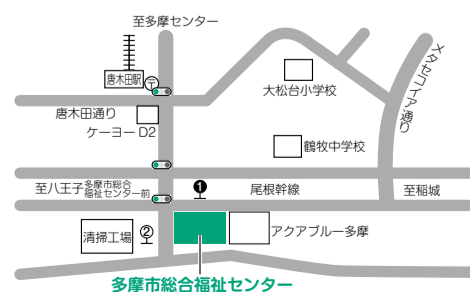 至多摩センター
唐木田駅
〒
大松台小学校
メタセコイア通り
唐木田通り
ケーヨーD2
鶴牧中学校
至八王子
多摩市総合
福祉センター前
❶
尾根幹線
至稲城
清掃工場
②
アクアブルー多摩
多摩市総合福祉センター